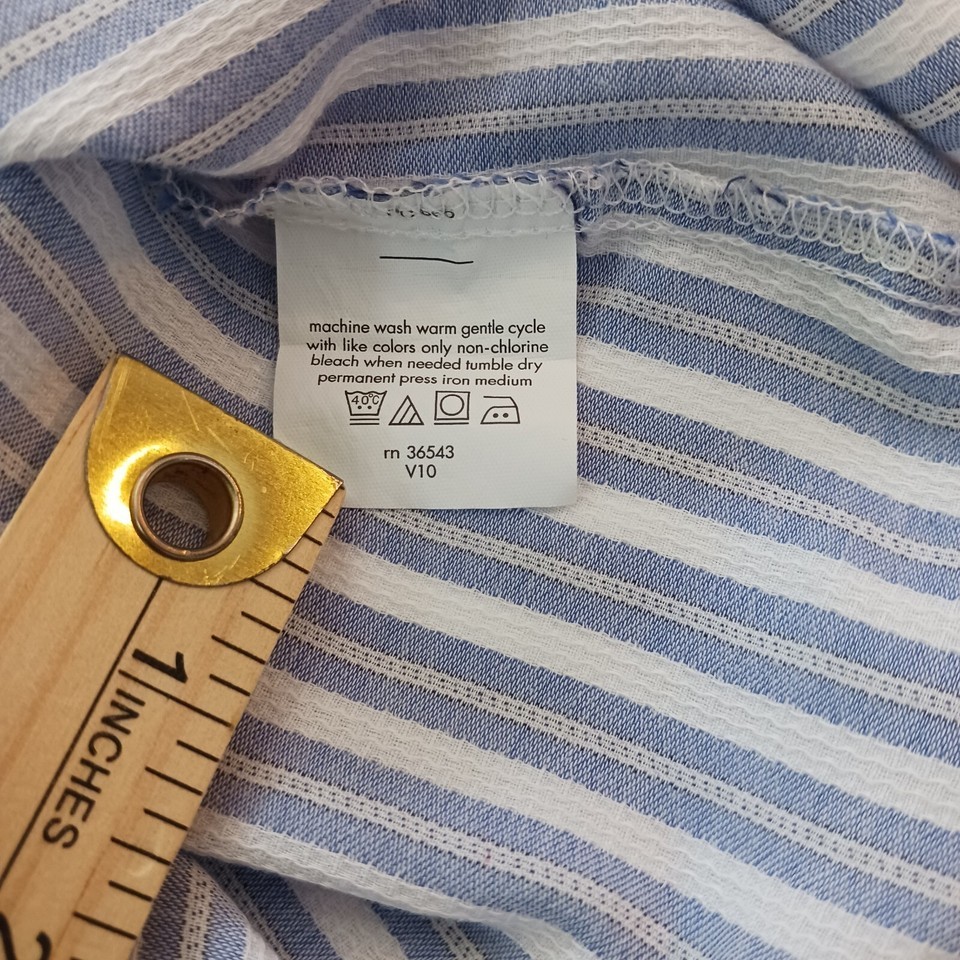 machine wash warm gentle cycle
with like colors only non-chlorine
bleach when needed tumble dry
permanent press iron medium
40°C
rn 36543
V10
1
INCHES